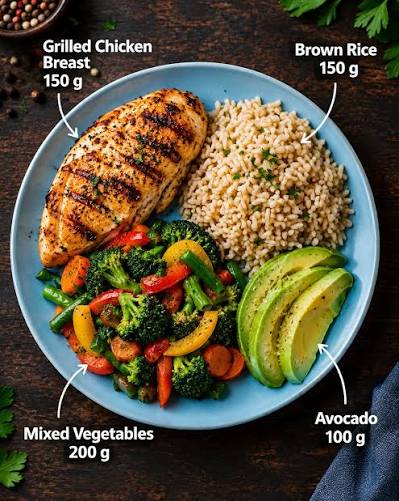 Grilled Chicken
Breast
150 g
Brown Rice
150 g
Mixed Vegetables
200 g
Avocado
100 g